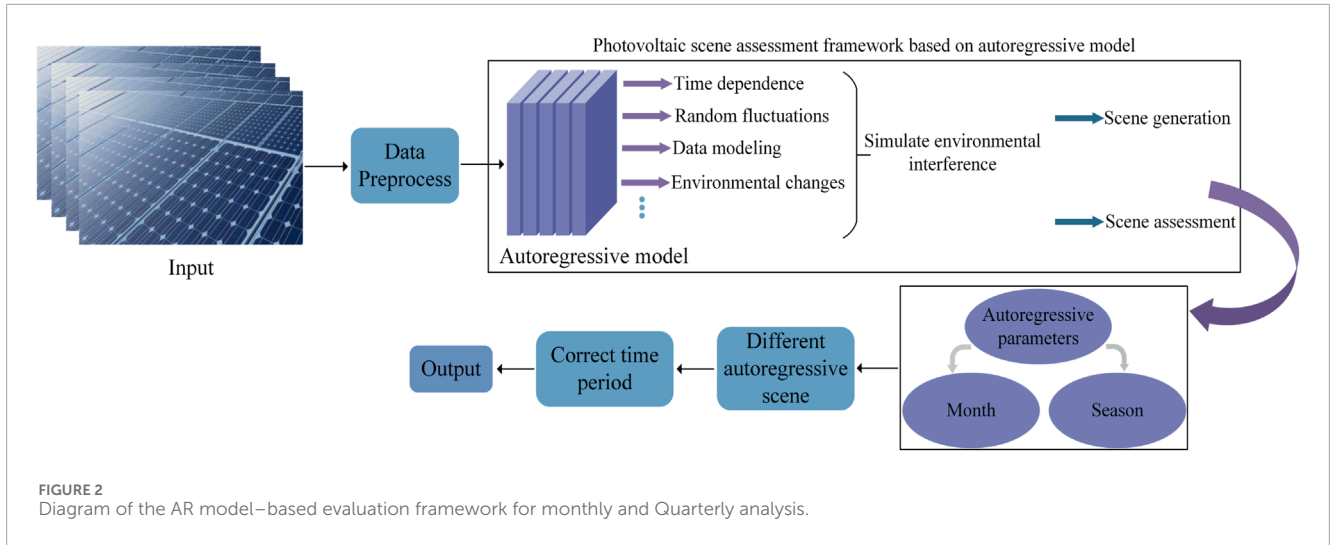 Photovoltaic scene assessment framework based on autoregressive model
Input
Data
Preprocess
Autoregressive model
Time dependence
Random fluctuations
Data modeling
Environmental changes
Simulate environmental
interference
Scene generation
Scene assessment
Autoregressive
parameters
Month
Season
Different
autoregressive
scene
Correct time
period
Output
FIGURE 2
Diagram of the AR model–based evaluation framework for monthly and Quarterly analysis.